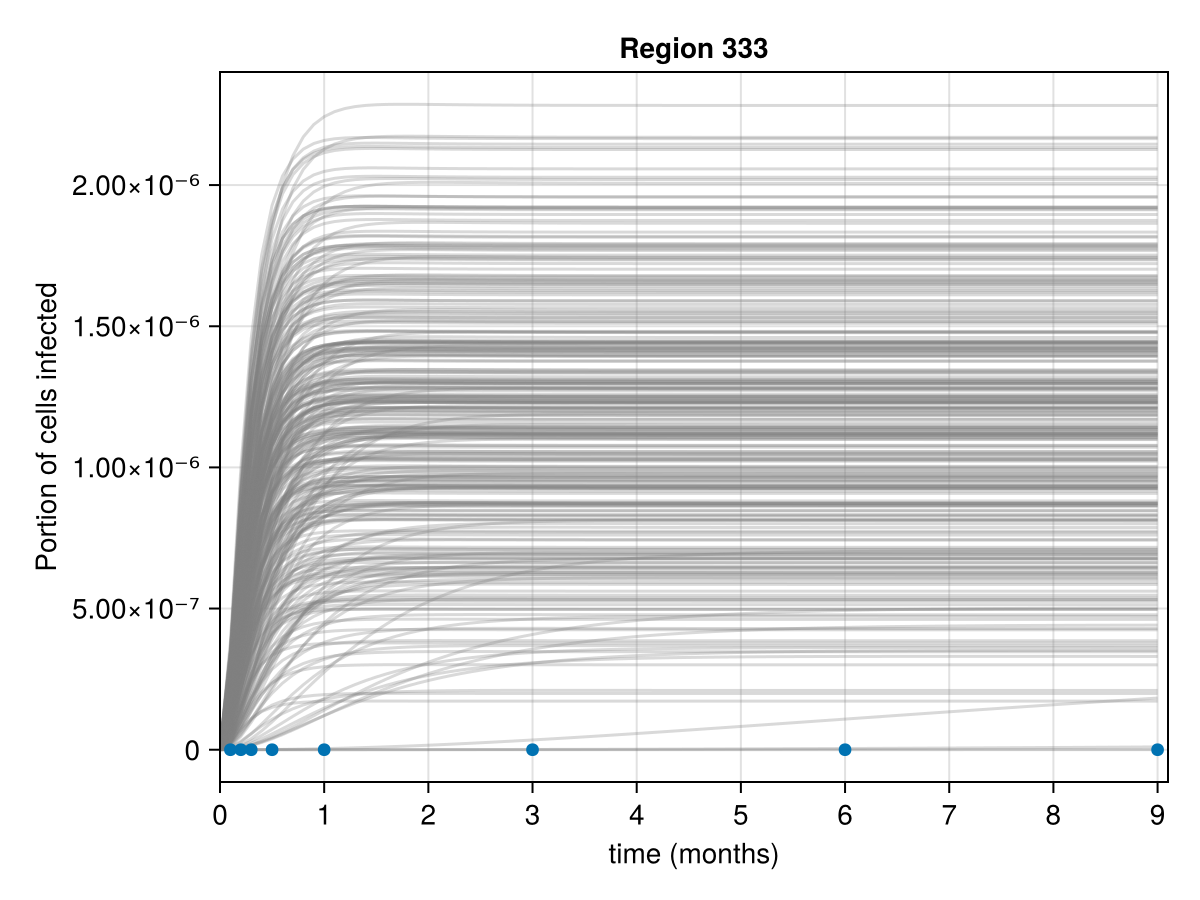 Region 333
Portion of cells infected
2.00×10⁻⁶
1.50×10⁻⁶
1.00×10⁻⁶
5.00×10⁻⁷
0
0 1 2 3 4 5 6 7 8 9
time (months)